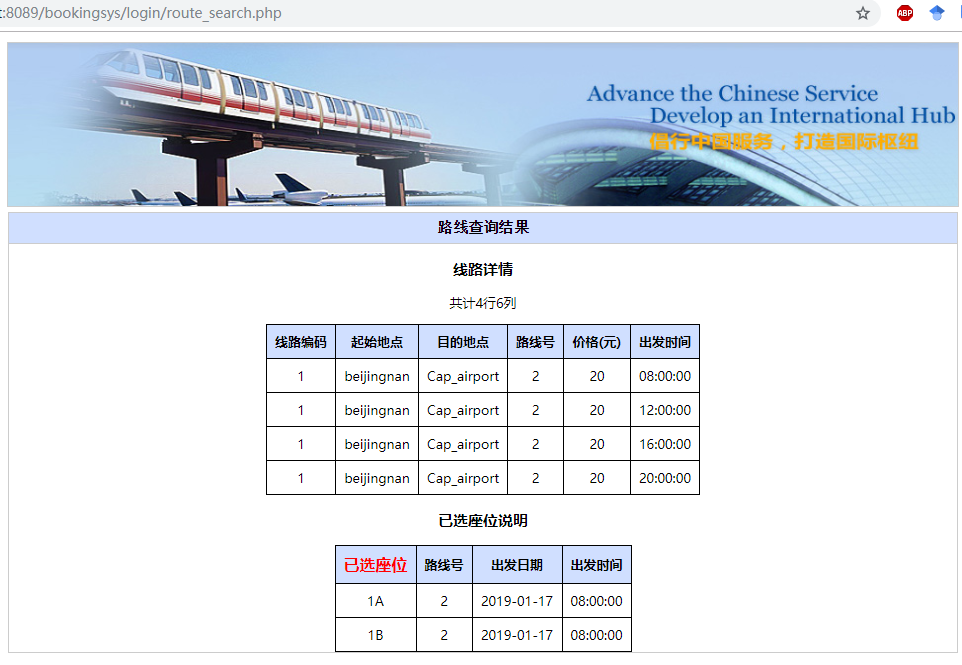 t:8089/bookingsys/login/route_search.php
ABP
Advance the Chinese Service
Develop an International Hub
倡行中国服务，打造国际枢纽
路线查询结果
线路详情
共计4行6列
线路编码 起始地点 目的地点 路线号 价格(元) 出发时间
1 beijingnan Cap_airport 2 20 08:00:00
1 beijingnan Cap_airport 2 20 12:00:00
1 beijingnan Cap_airport 2 20 16:00:00
1 beijingnan Cap_airport 2 20 20:00:00
已选座位说明
已选座位 路线号 出发日期 出发时间
1A 2 2019-01-17 08:00:00
1B 2 2019-01-17 08:00:00